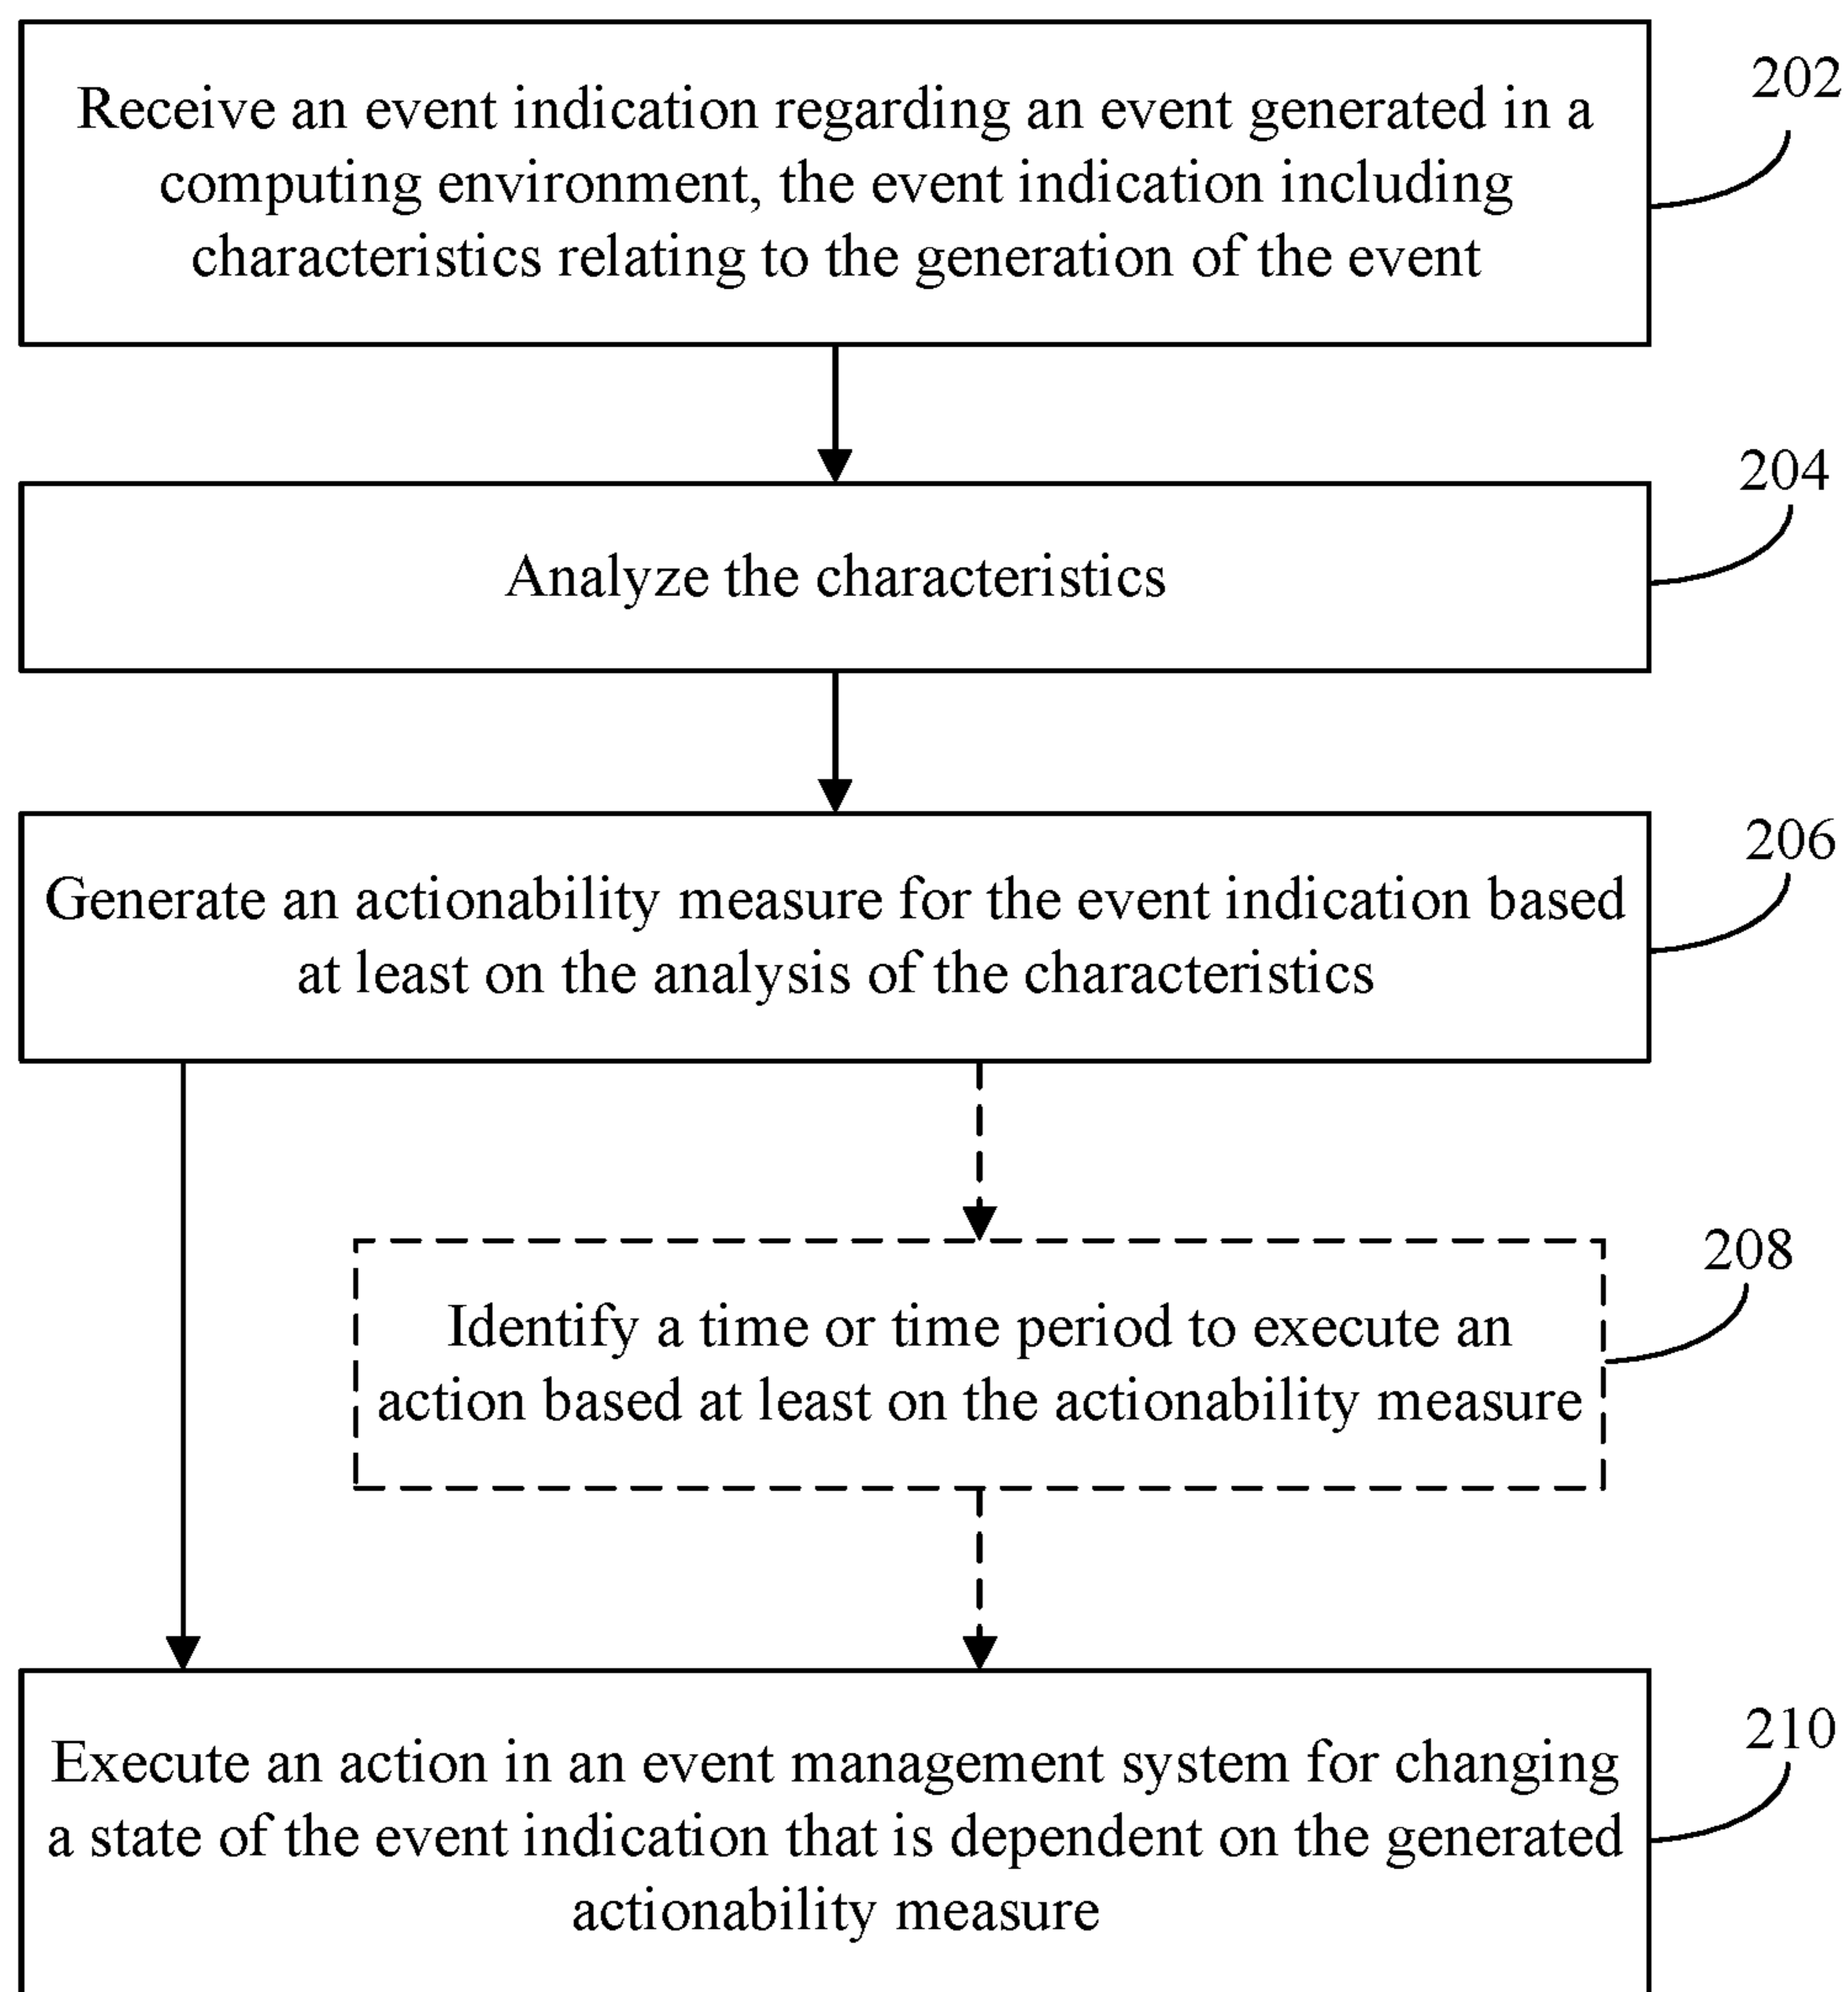 202
Receive an event indication regarding an event generated in a
computing environment, the event indication including
characteristics relating to the generation of the event
204
Analyze the characteristics
206
Generate an actionability measure for the event indication based
at least on the analysis of the characteristics
208
Identify a time or time period to execute an
action based at least on the actionability measure
210
Execute an action in an event management system for changing
a state of the event indication that is dependent on the generated
actionability measure